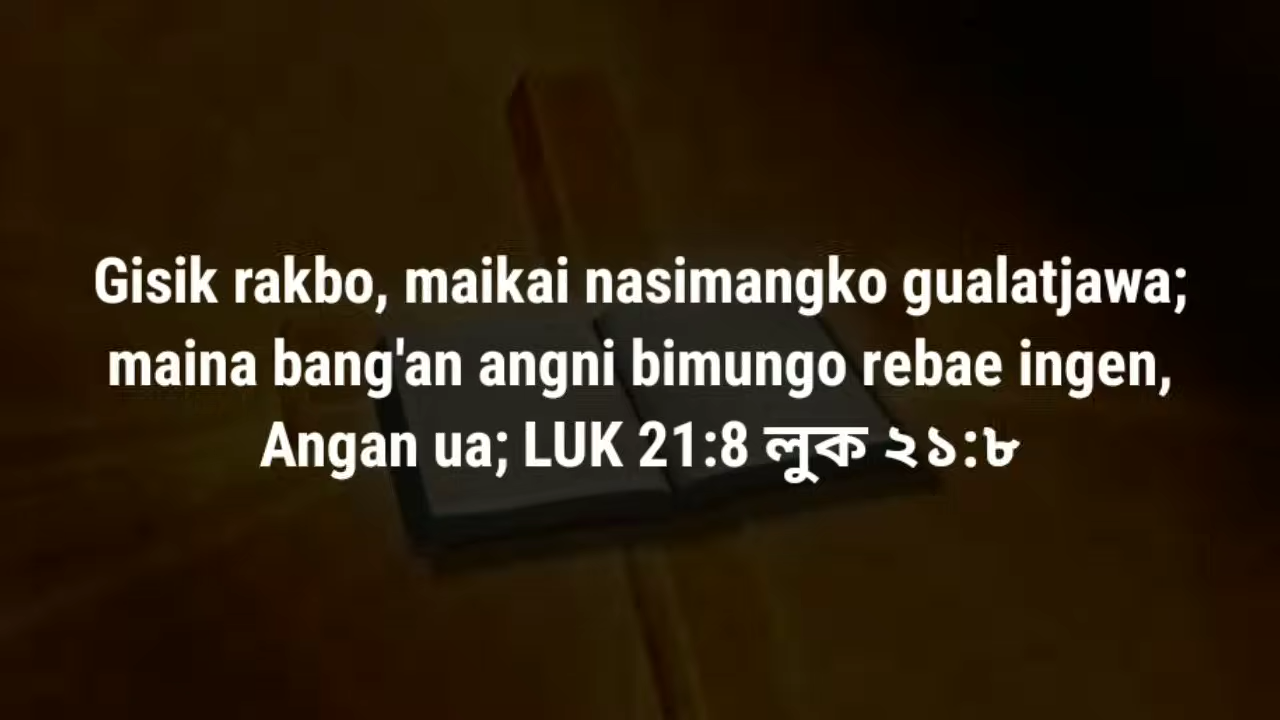 Gisik rakbo, maikai nasimangko gualatjawa;
maina bang'an angni bimungo rebae ingen,
Angan ua; LUK 21:8 লুক ২১:৮